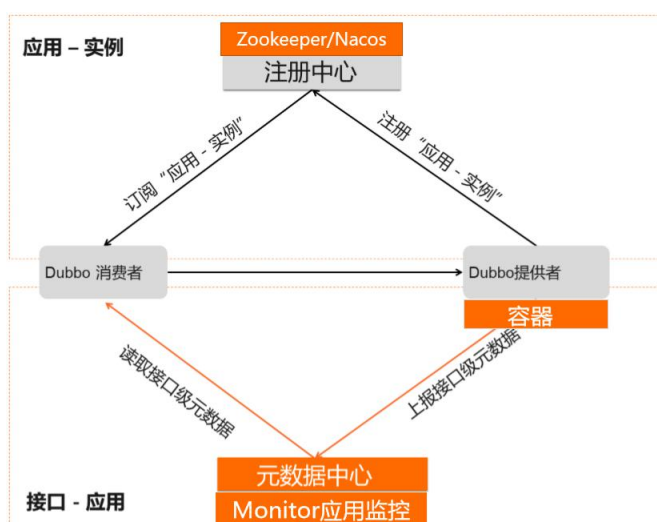 Zookeeper/Nacos
应用 – 实例
注册中心
订阅“应用 - 实例”
注册“应用 - 实例”
Dubbo 消费者
Dubbo提供者
容器
读取接口级元数据
上报接口级元数据
元数据中心
接口 - 应用
Monitor应用监控